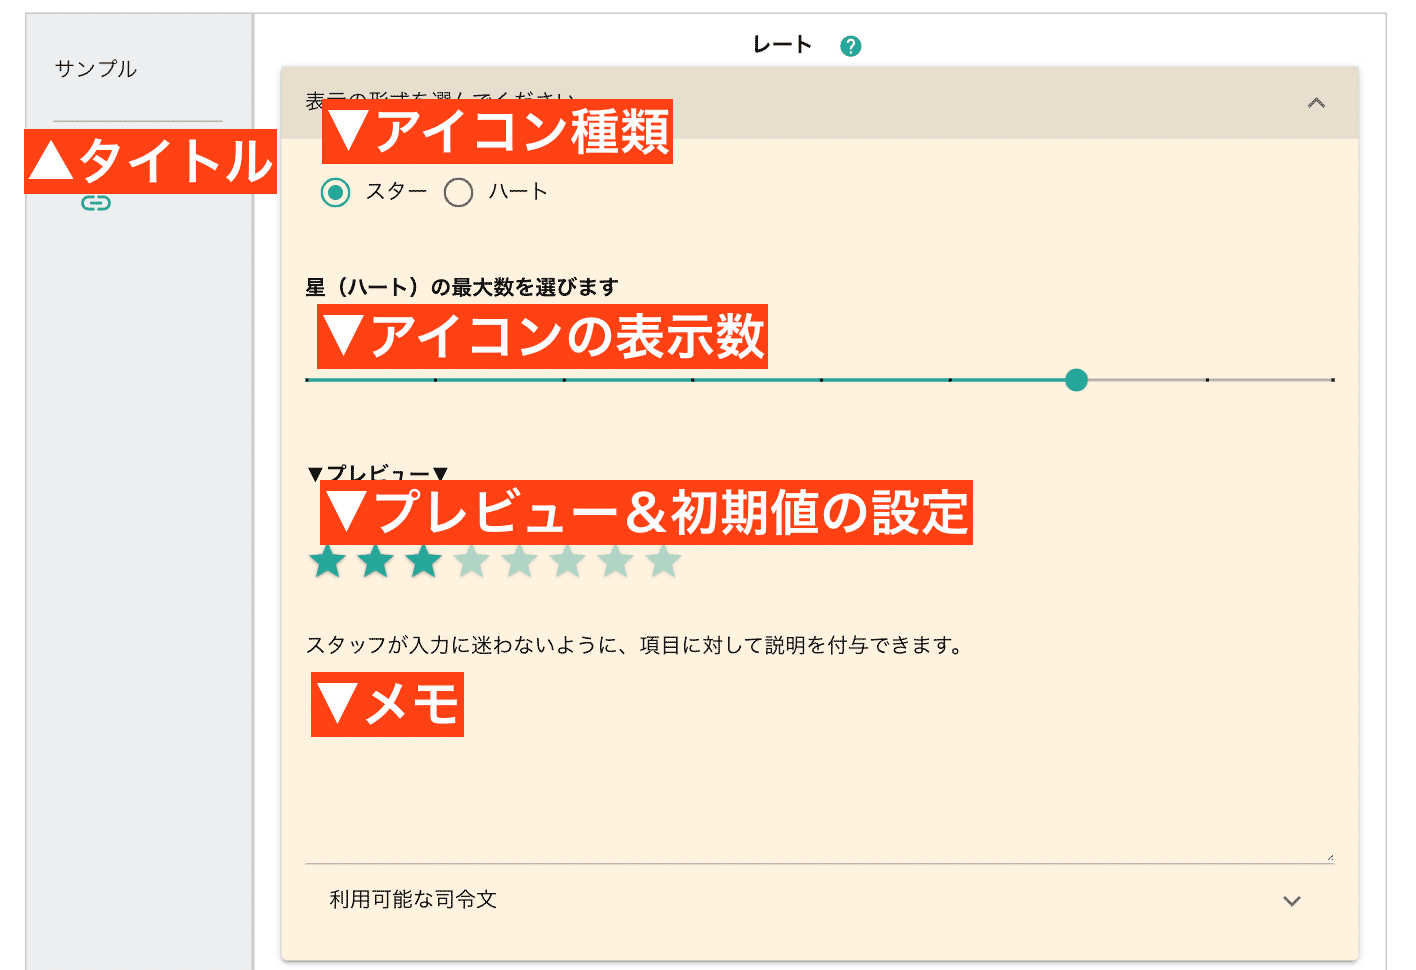 レート ?
サンプル
表示の形式を選んでください
▼アイコン種類
▲タイトル
スター ハート
星（ハート）の最大数を選びます
▼アイコンの表示数
▼プレビュー▼
▼プレビュー＆初期値の設定
スタッフが入力に迷わないように、項目に対して説明を付与できます。
▼メモ
利用可能な司令文